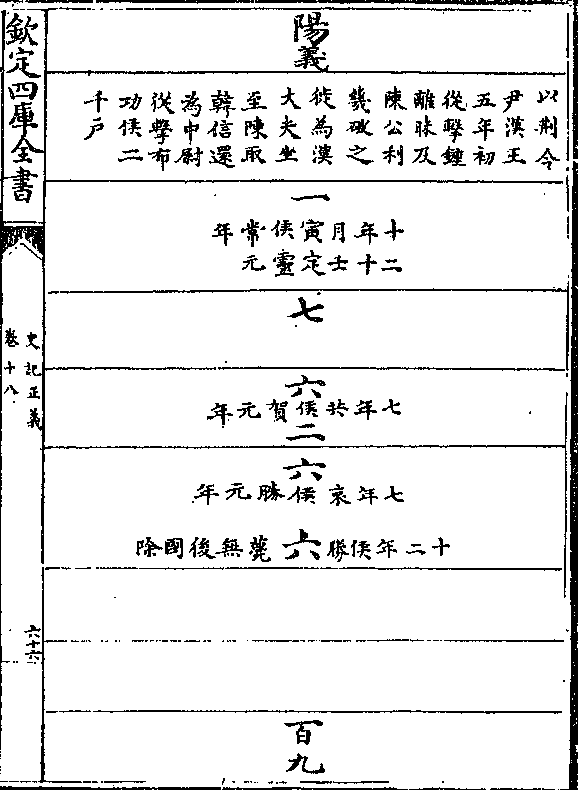 陽義
以荆令
尹漢王
五年初
從擊鍾
離眛及
陳公利
幾破之
徙為漢
大夫坐
至陳取
韓信還
為中尉
從擊布
功侯二
千户
一
十二
年十
月壬
寅定
侯靈
常元
年
七
六
七年共侯賀元年
二
六
七年哀侯勝元年
六
十二年侯勝薨無後國除
百九
欽定四庫全書
史記正義
卷十八
六十六